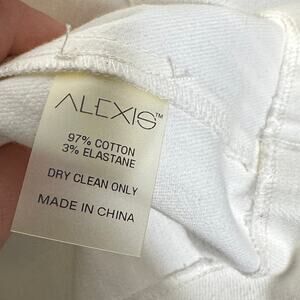 ALEXIS™
97% COTTON
3% ELASTANE
DRY CLEAN ONLY
MADE IN CHINA